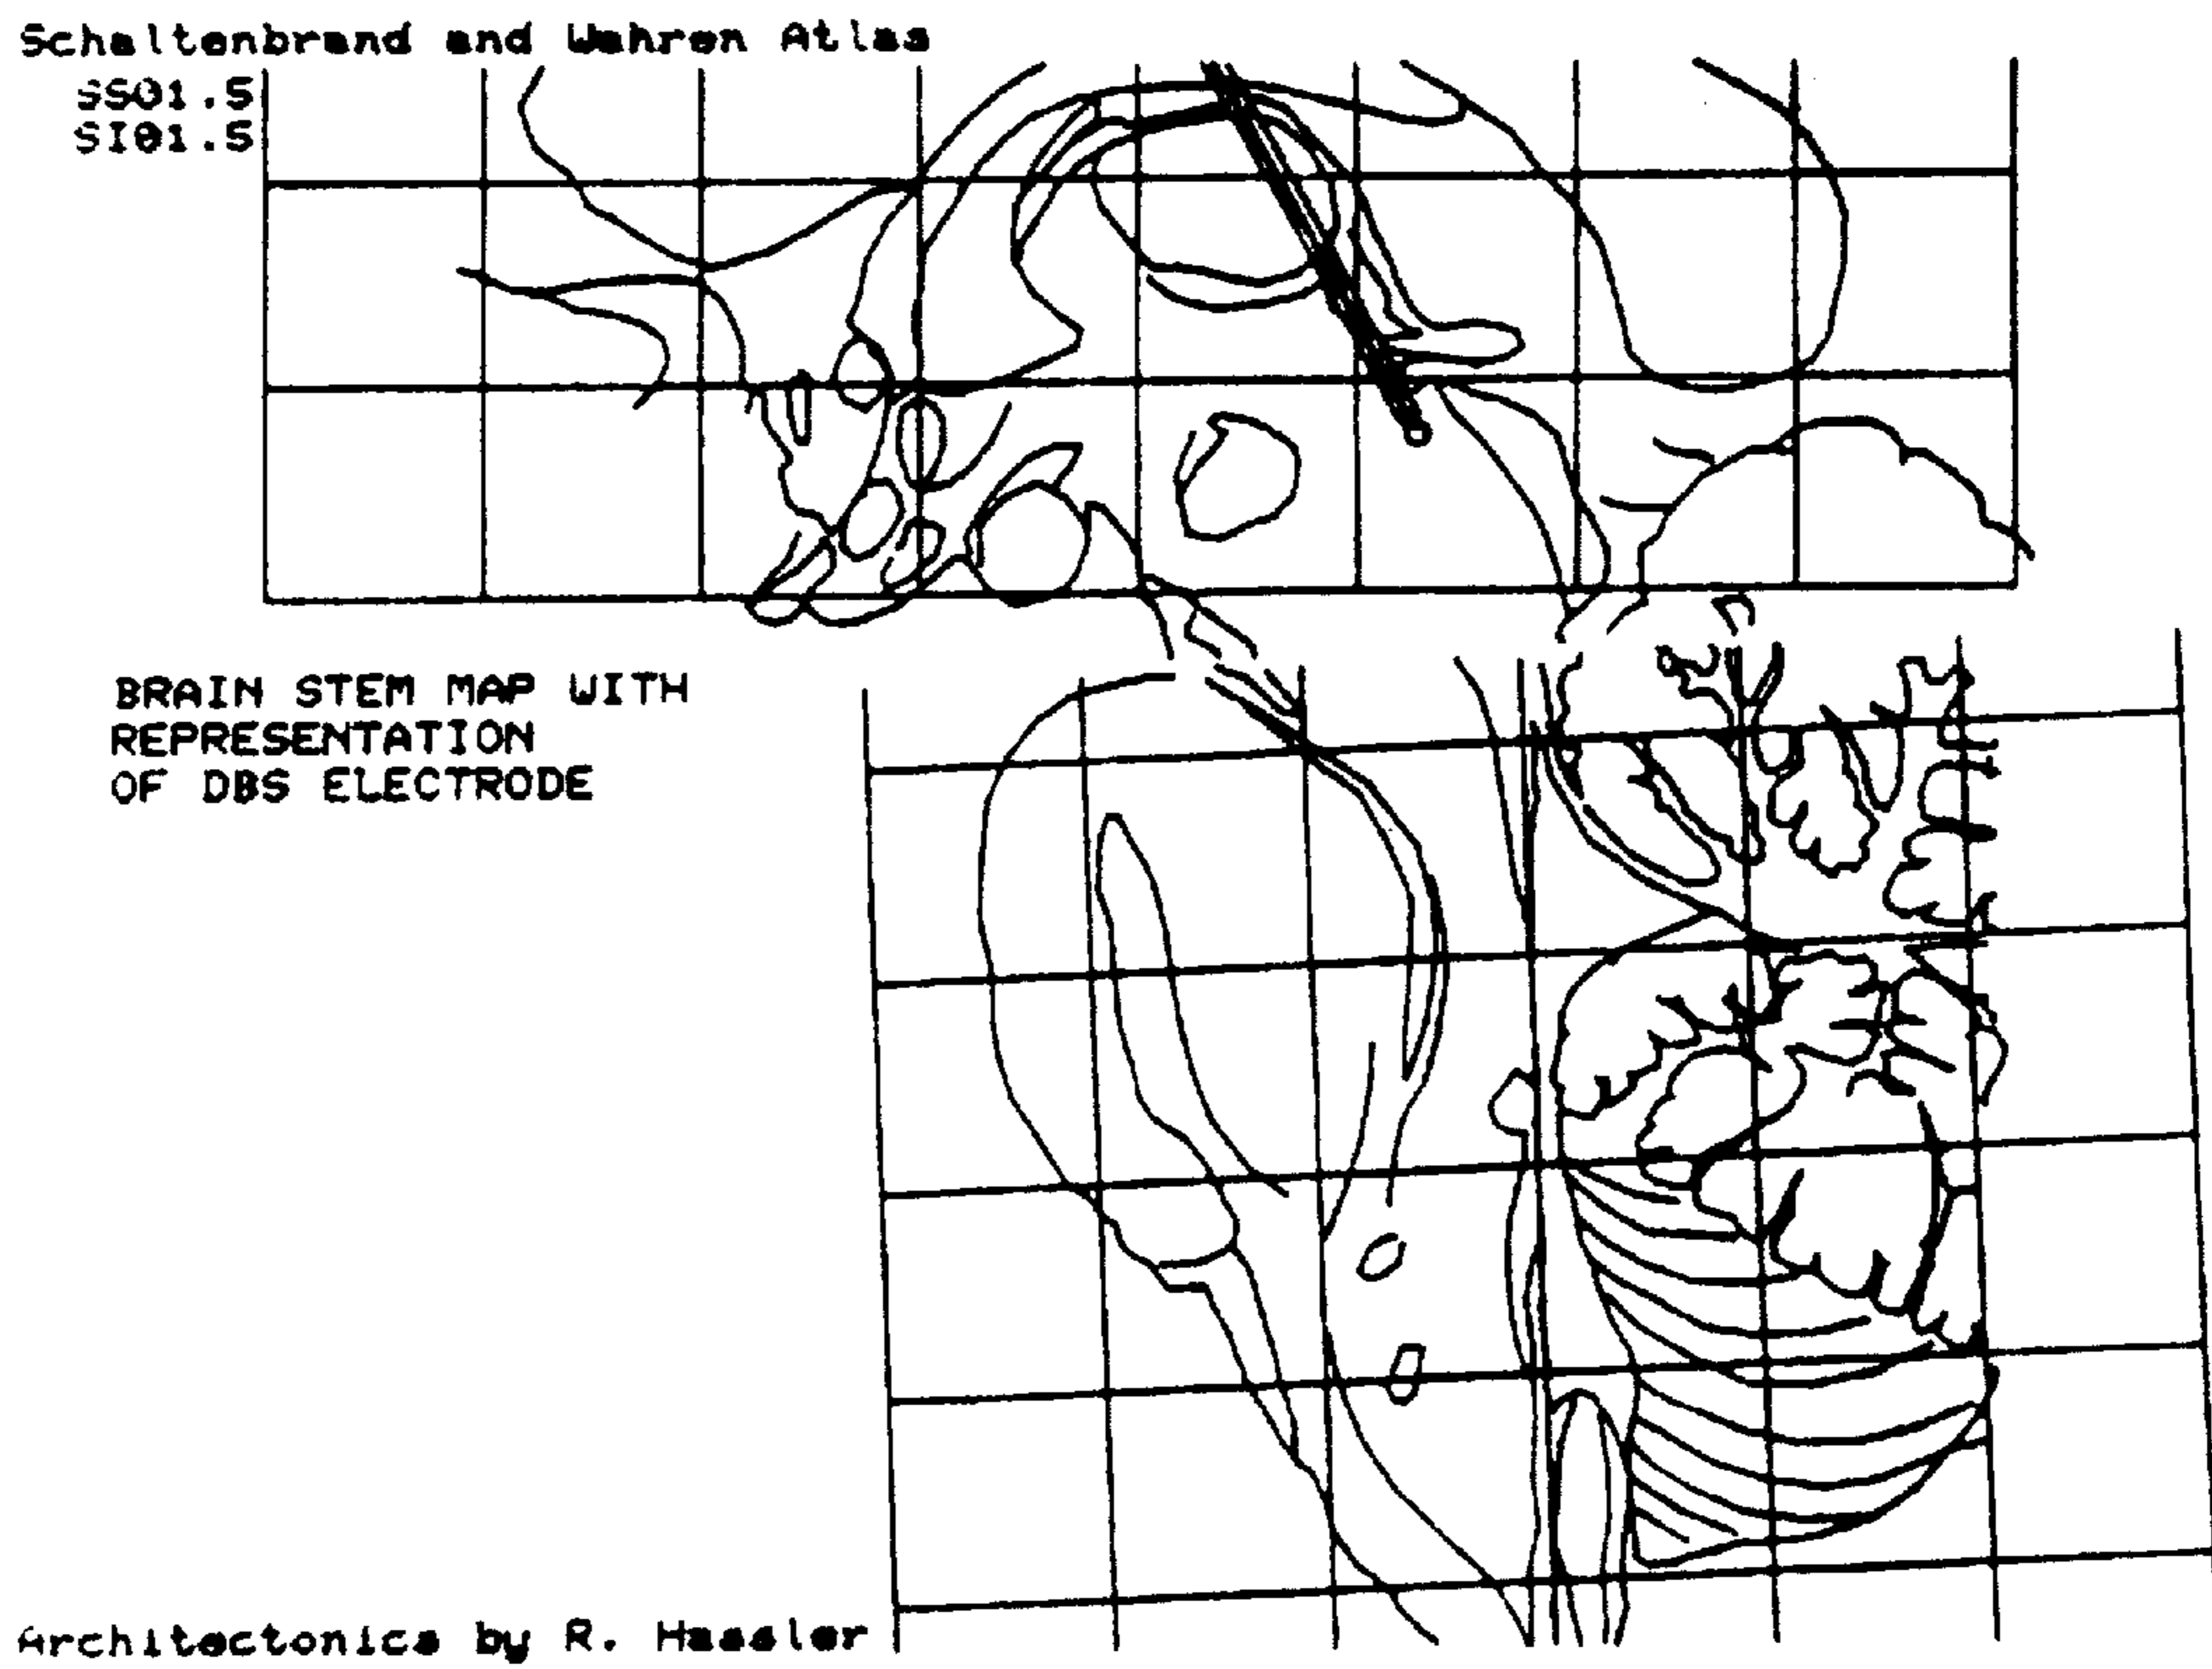 Schaltenbrand and Wahren Atlas
SS01.5
SI01.5
BRAIN STEM MAP WITH
REPRESENTATION
OF DBS ELECTRODE
Architectonics by R. Hassler